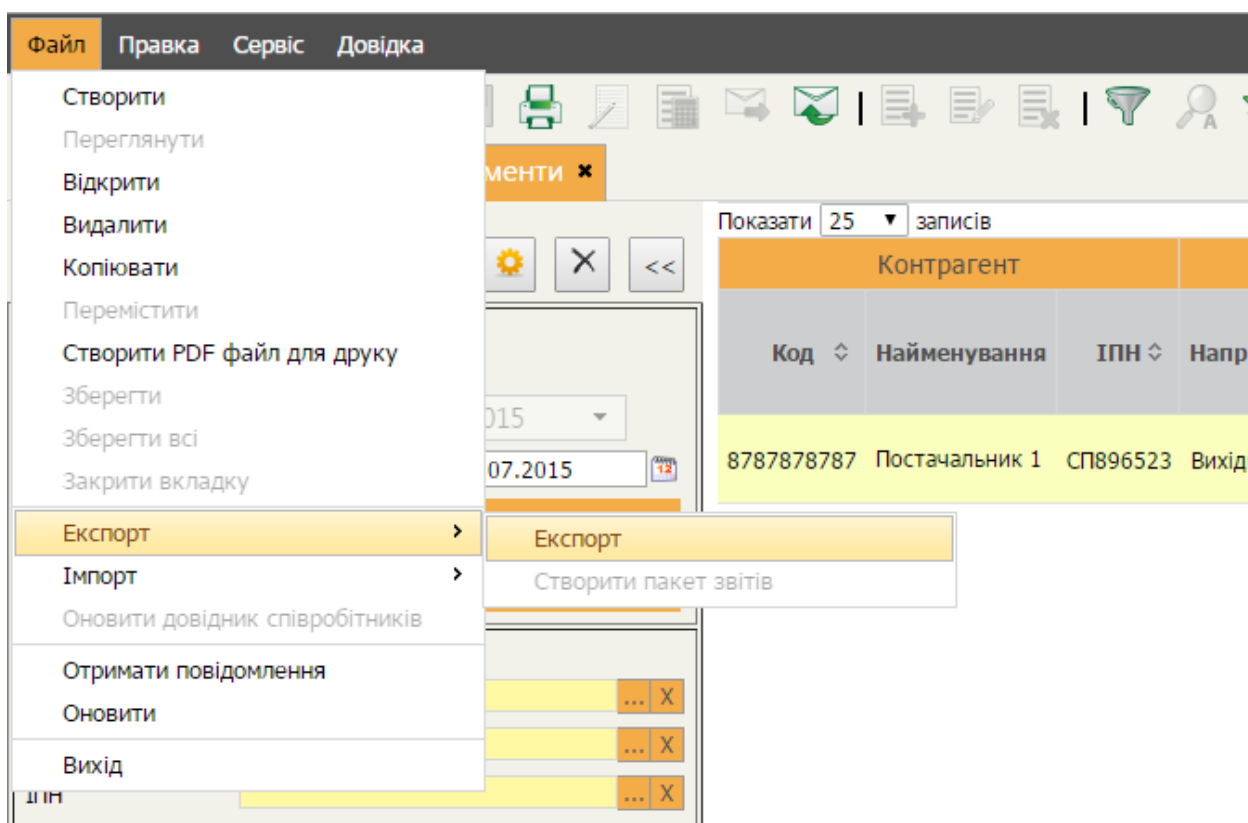 Файл Правка Сервіс Довідка
Створити
Переглянути
Відкрити
Видалити
Копіювати
Перемістити
Створити PDF файл для друку
Зберегти
Зберегти всі
Закрити вкладку
Експорт
Імпорт
Оновити довідник співробітників
Отримати повідомлення
Оновити
Вихід
Експорт
Створити пакет звітів
менти ✖
<<
015
07.2015
12
... X
... X
ІПН ... X
Показати 25 записів
Контрагент
Код Найменування ІПН Напр
8787878787 Постачальник 1 СП896523 Вихід